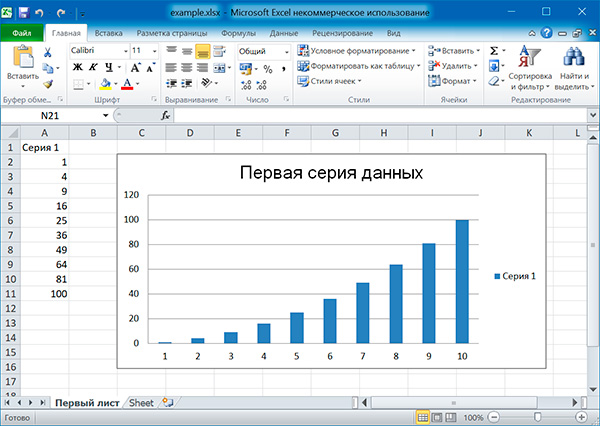 example.xlsx - Microsoft Excel некоммерческое использование
Файл Главная Вставка Разметка страницы Формулы Данные Рецензирование Вид
Вставить
Calibri 11
Ж К Ч
Общий
Условное форматирование
Форматировать как таблицу
Стили ячеек
Вставить
Удалить
Формат
Сортировка и фильтр
Найти и выделить
Буфер обме... Шрифт Выравнивание Число Стили Ячейки Редактирование
N21 fx
A B C D E F G H I J K L
1 Серия 1
2 1
3 4
4 9
5 16
6 25
7 36
8 49
9 64
10 81
11 100
12
13
14
15
16
17
18
Первая серия данных
120
100
80
60
40
20
0
1 2 3 4 5 6 7 8 9 10
Серия 1
Первый лист Sheet
Готово 100%